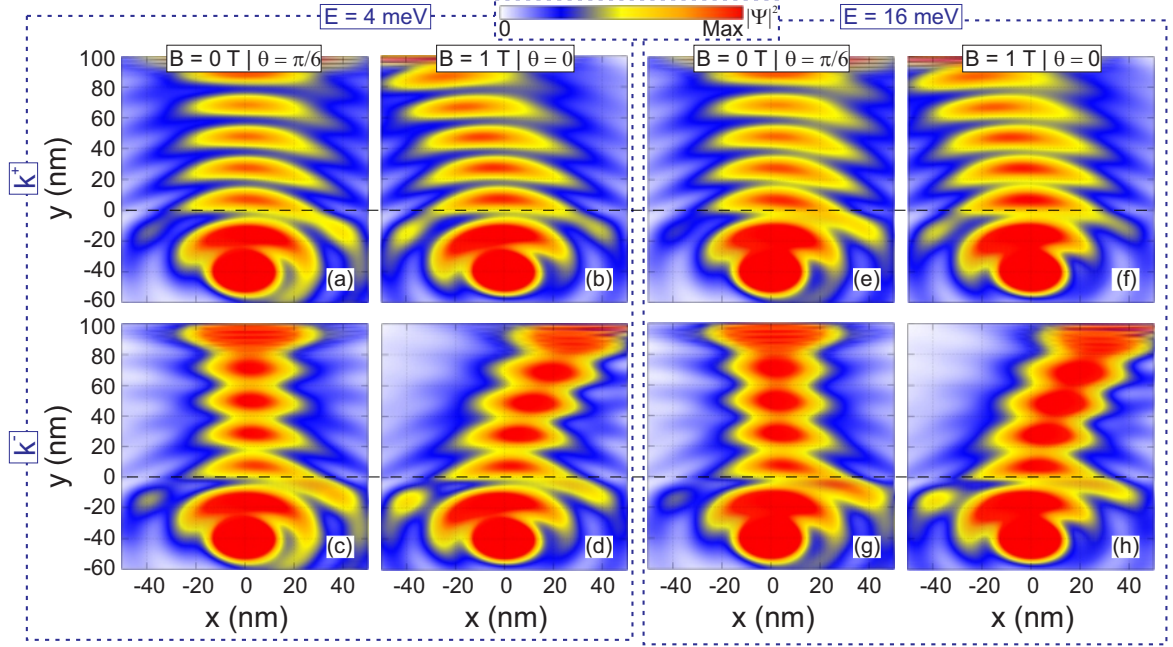 E = 4 meV
0 Max |Ψ|²
E = 16 meV
B = 0 T | θ = π/6
B = 1 T | θ = 0
B = 0 T | θ = π/6
B = 1 T | θ = 0
k⁺
y (nm)
100
80
60
40
20
0
-20
-40
-60
(a)
(b)
(e)
(f)
k⁻
y (nm)
100
80
60
40
20
0
-20
-40
-60
(c)
(d)
(g)
(h)
-40 -20 0 20 40
-40 -20 0 20 40
-40 -20 0 20 40
-40 -20 0 20 40
x (nm)
x (nm)
x (nm)
x (nm)